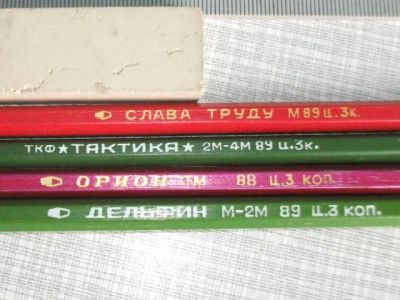 СЛАВА ТРУДУ М 89 Ц. 3к.
ТКФ★ТАКТИКА★ 2М-4М 89 Ц. 3к.
ОРИОН ТМ 88 Ц. 3 КОП.
ДЕЛЬФИН М-2М 89 Ц. 3 КОП.